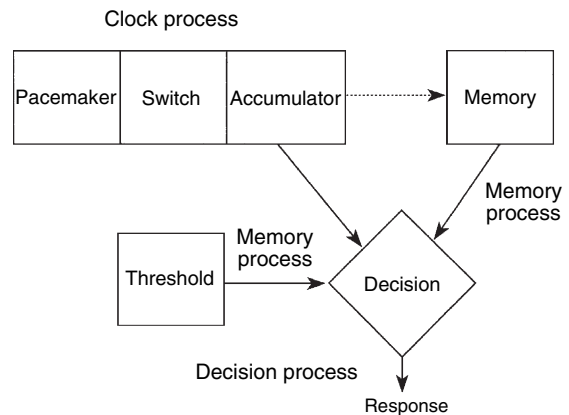 Clock process
Pacemaker
Switch
Accumulator
Memory
Memory
process
Memory
process
Threshold
Decision
Decision process
Response